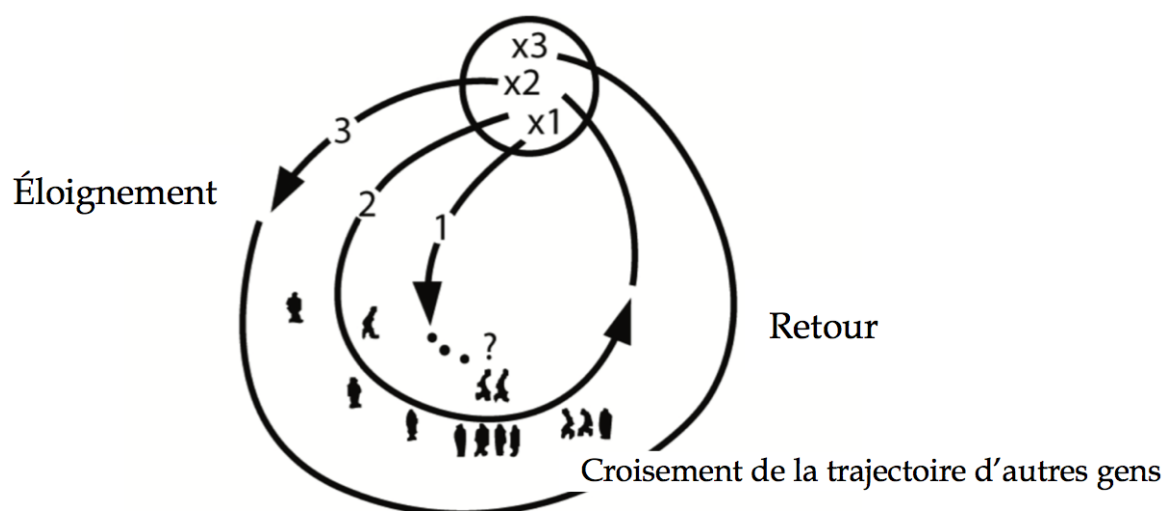 x3
x2
x1
3
2
1
Éloignement
?
Retour
Croisement de la trajectoire d’autres gens